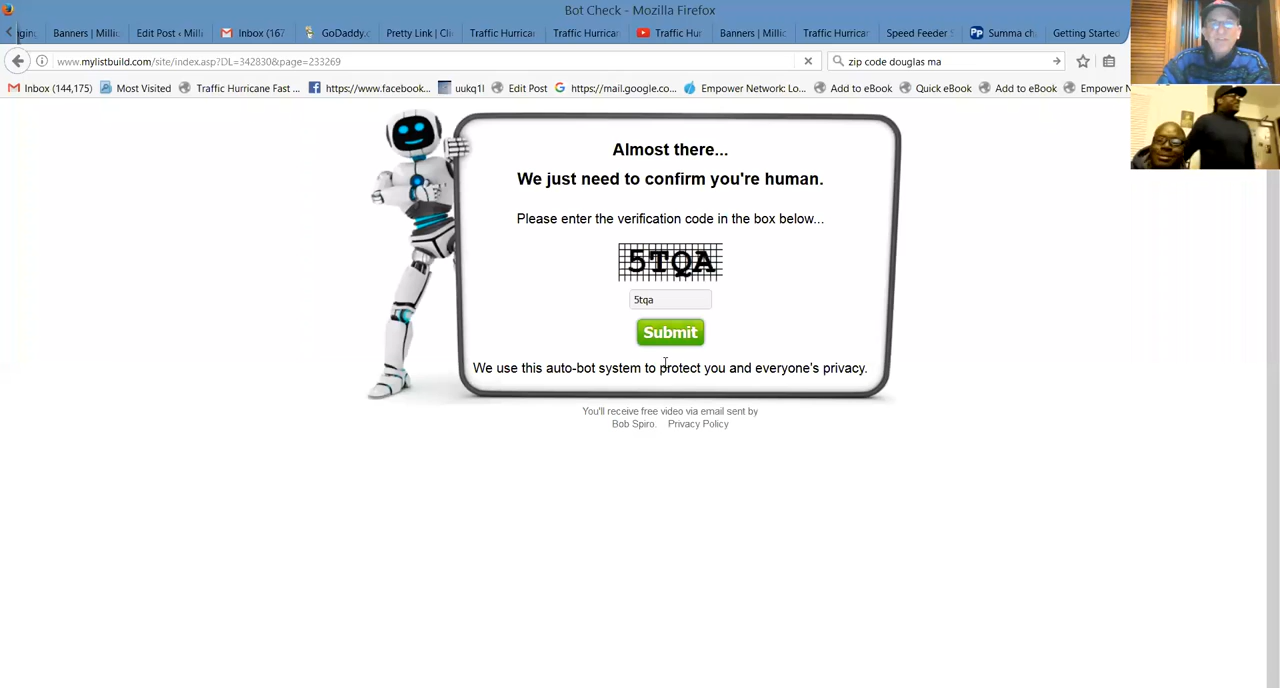 Bot Check - Mozilla Firefox
Banners | Millic
Edit Post ‹ Milli
Inbox (167
GoDaddy.c
Pretty Link | Cli
Traffic Hurrica
Traffic Hurrican
Traffic Hur
Banners | Millic
Traffic Hurrica
Speed Feeder S
Pp Summa ch
Getting Started
www.mylistbuild.com/site/index.asp?DL=342830&page=233269
zip code douglas ma
Inbox (144,175)
Most Visited
Traffic Hurricane Fast ...
https://www.facebook...
uukq1l
Edit Post
https://mail.google.co...
Empower Network: Lo...
Add to eBook
Quick eBook
Add to eBook
Empower N
Almost there...
We just need to confirm you're human.
Please enter the verification code in the box below...
5TQA
5tqa
Submit
We use this auto-bot system to protect you and everyone's privacy.
You'll receive free video via email sent by
Bob Spiro. Privacy Policy